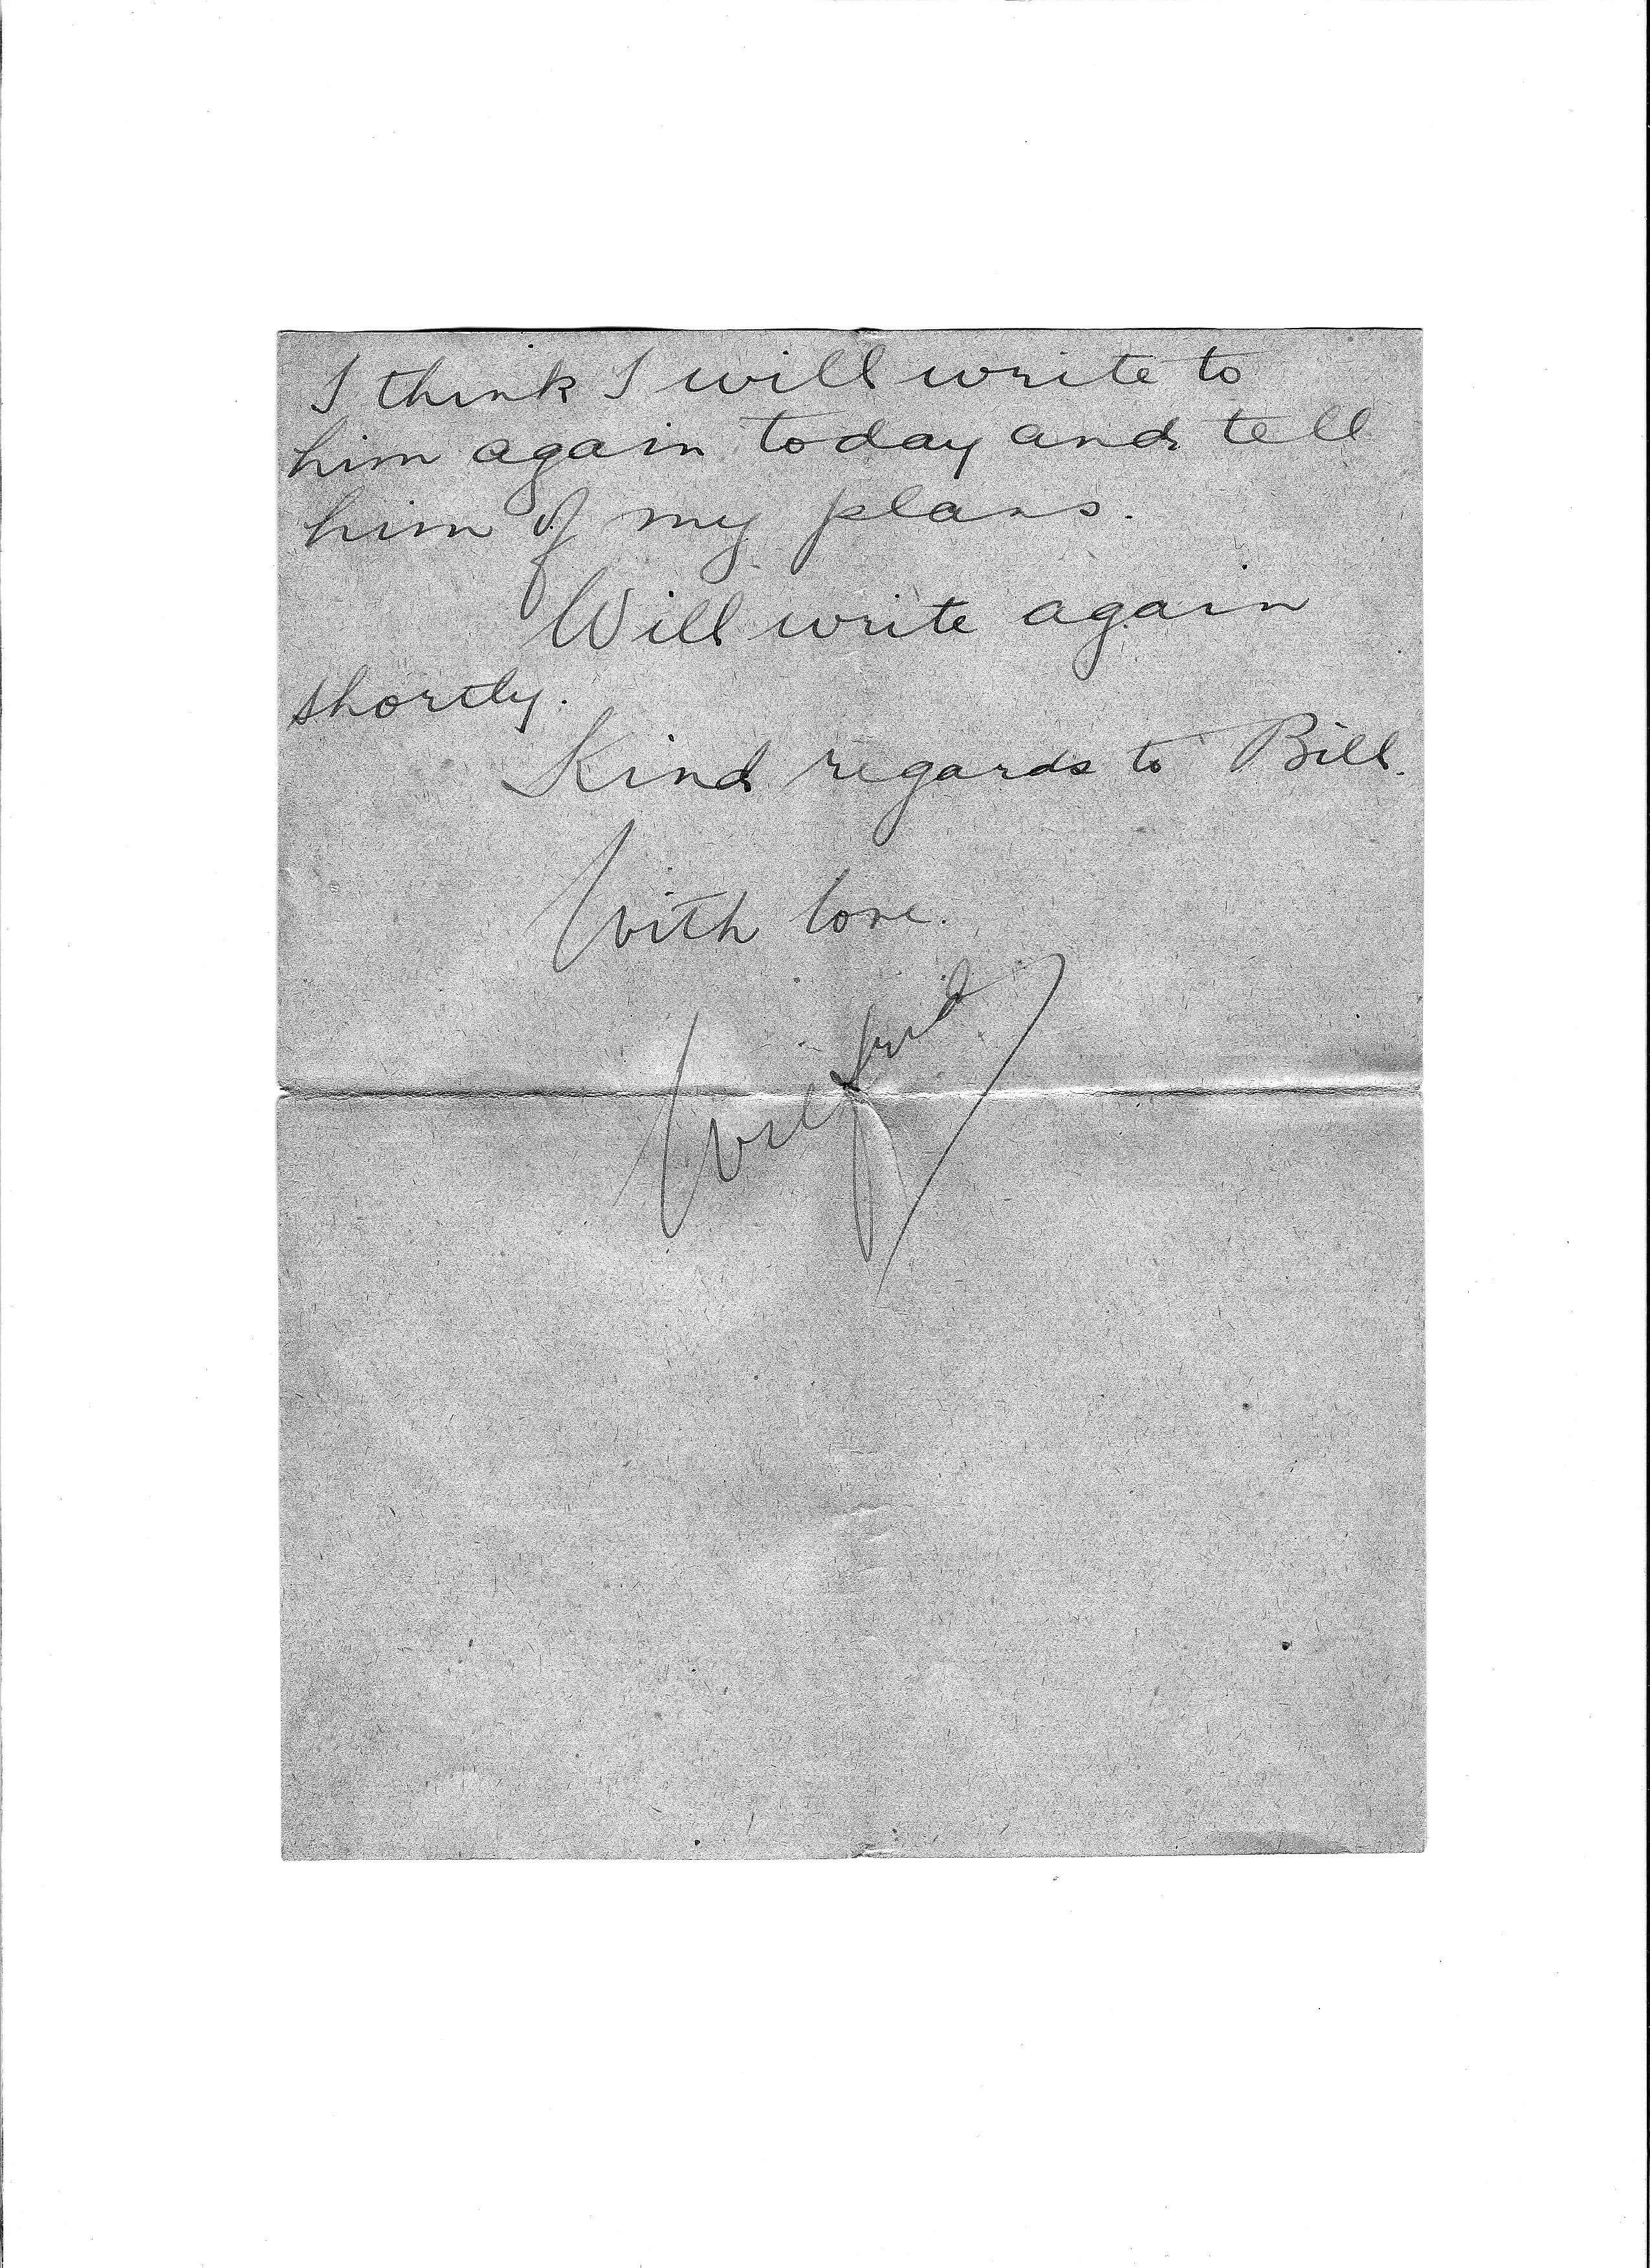 I think I will write to
him again today and tell
him of my plans.
Will write again
shortly.
Kind regards to Bill.
With love.
Wilfrid